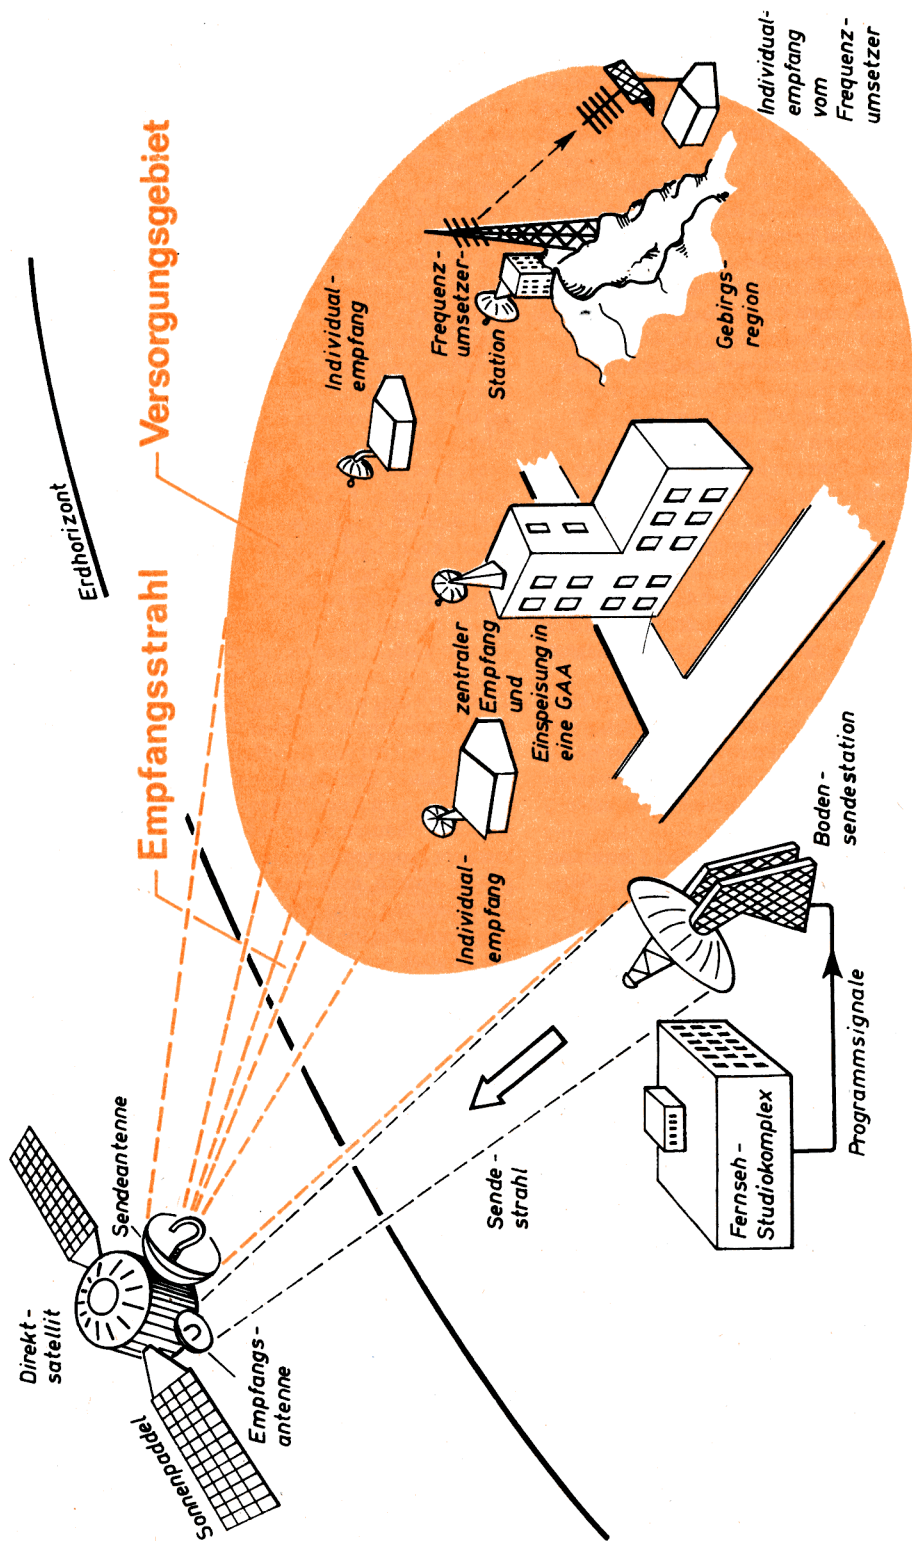 Direkt-
satellit
Sendeantenne
Sonnenpaddel
Empfangs-
antenne
Empfangsstrahl
Erdhorizont
Versorgungsgebiet
Sende-
strahl
Fernseh-
Studiokomplex
Programmsignale
Boden-
sendestation
Individual-
empfang
zentraler
Empfang
und
Einspeisung in
eine GAA
Individual-
empfang
Frequenz-
umsetzer-
Station
Gebirgs-
region
Individual-
empfang
vom
Frequenz-
umsetzer